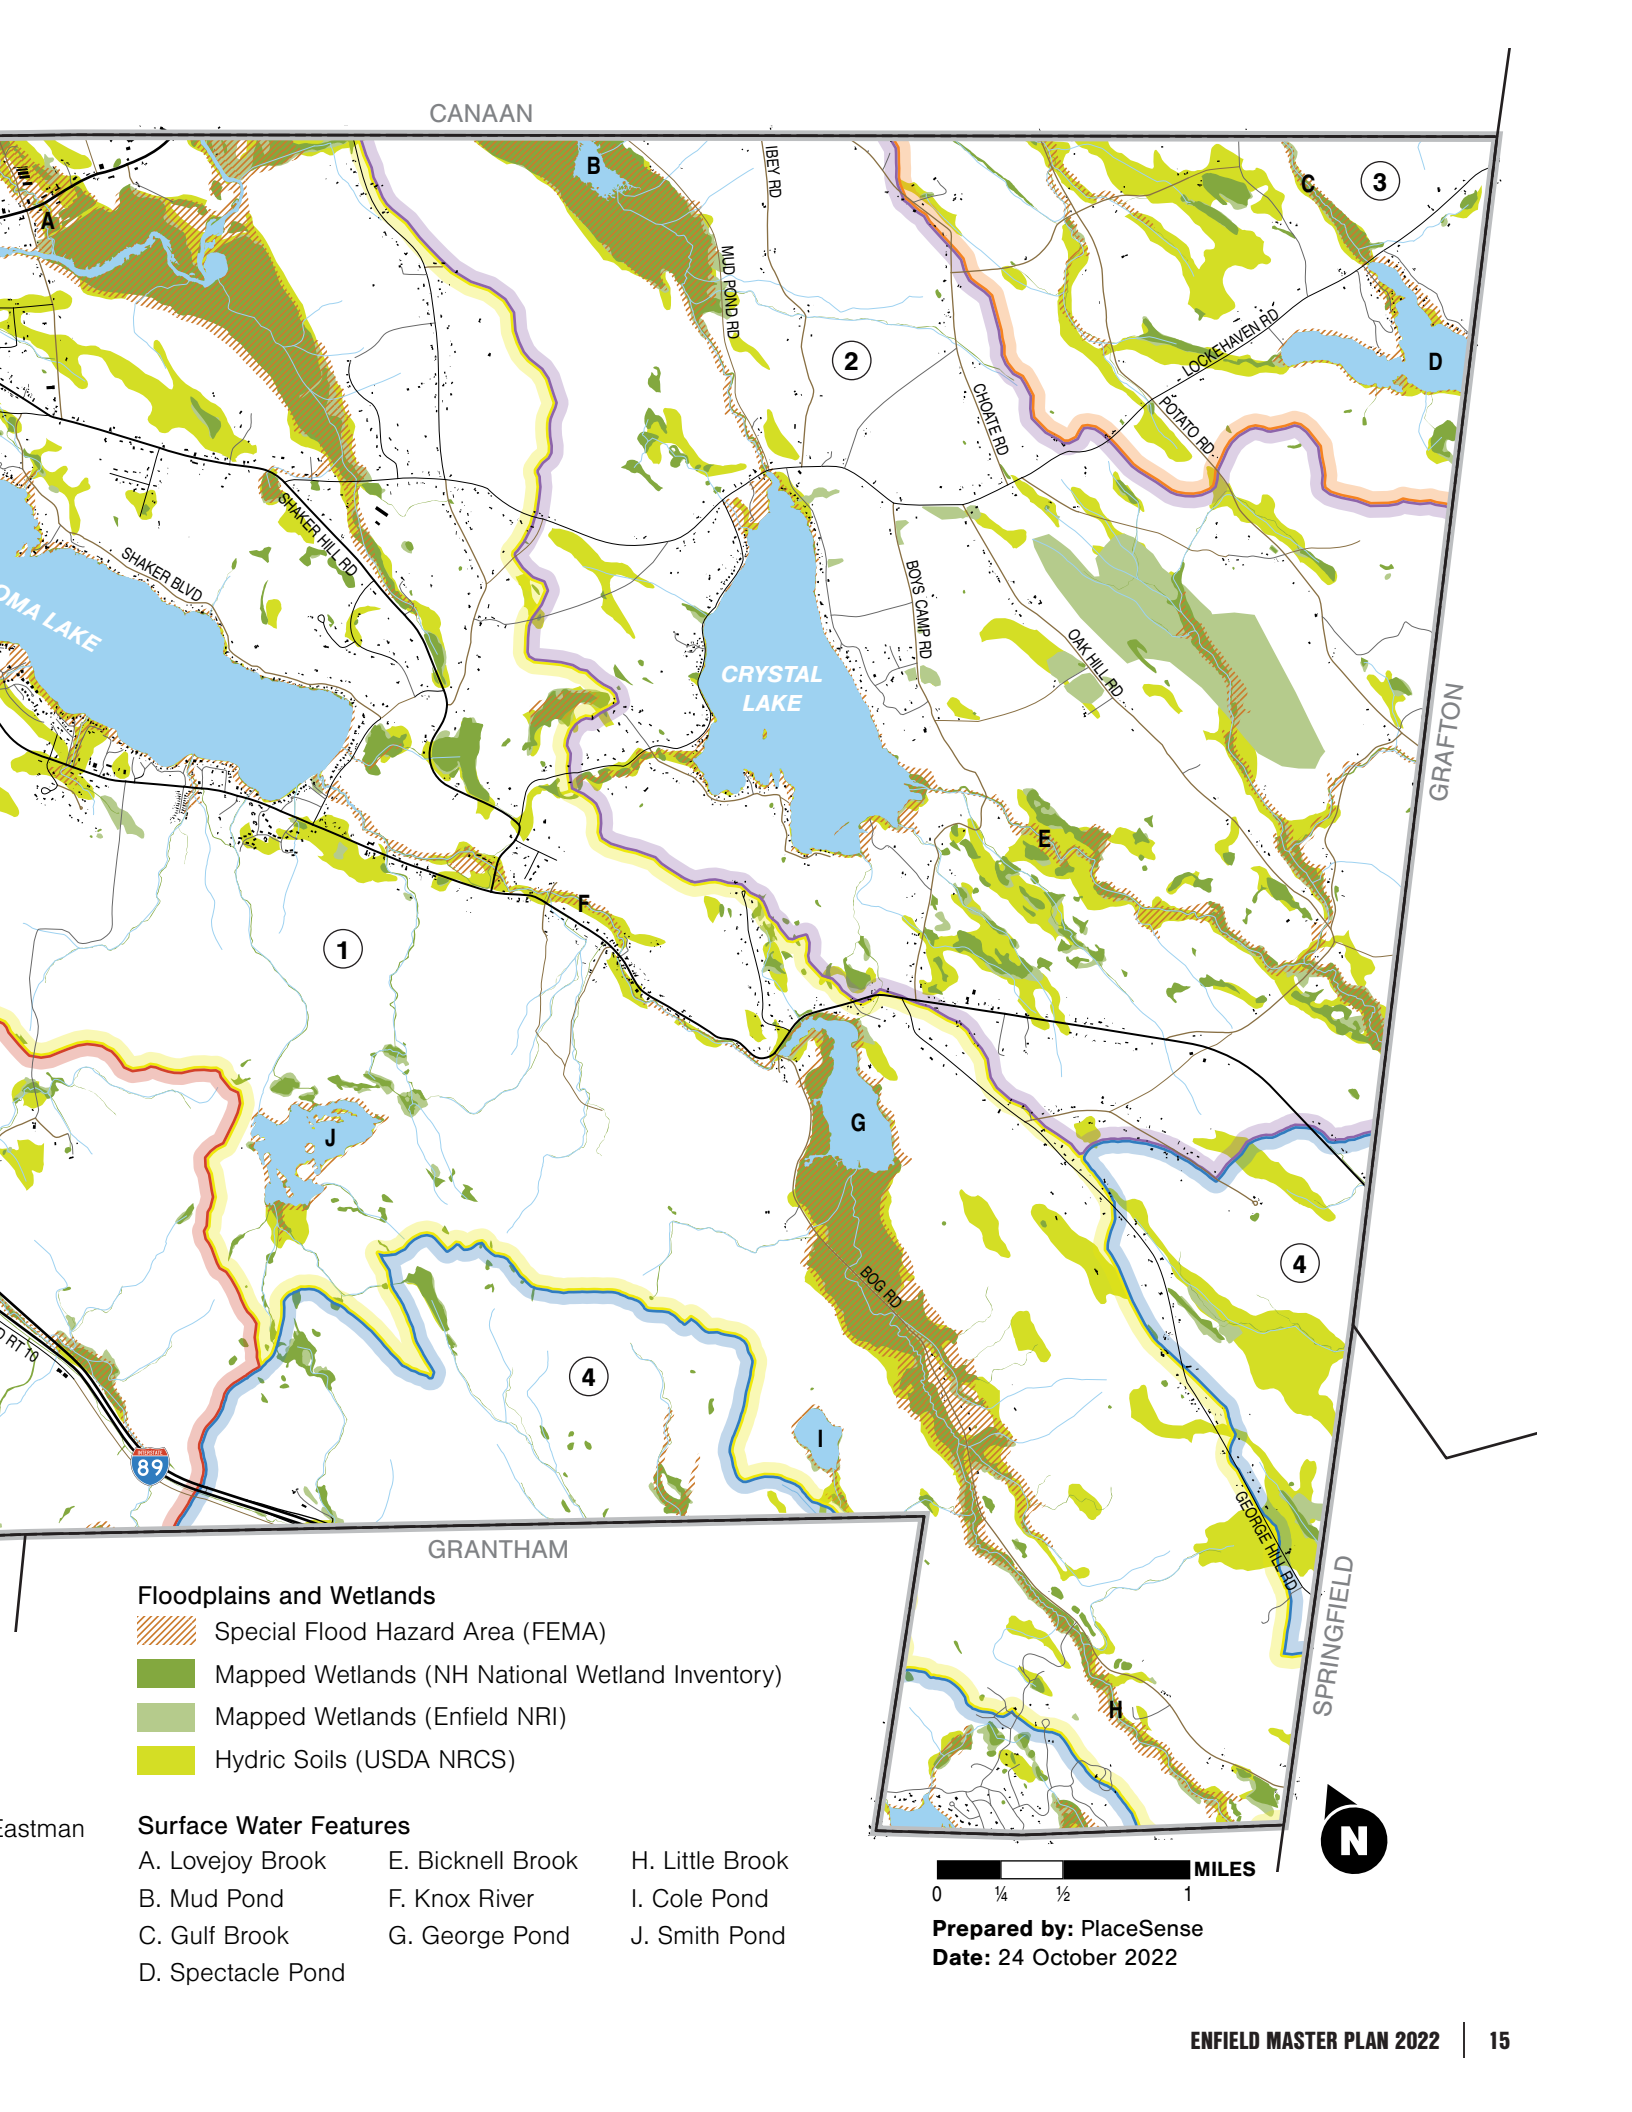 CANAAN
B
IBEY RD
C
3
A
MUD POND RD
2
LOCKEHAVEN RD
D
CHOATE RD
POTATO RD
SHAKER HILL RD
SHAKER BLVD
OMA LAKE
BOYS CAMP RD
OAK HILL RD
CRYSTAL
LAKE
GRAFTON
E
F
1
G
J
BOG RD
4
4
RT 10
I
INTERSTATE
89
GEORGE HILL RD
GRANTHAM
SPRINGFIELD
H
Floodplains and Wetlands
Special Flood Hazard Area (FEMA)
Mapped Wetlands (NH National Wetland Inventory)
Mapped Wetlands (Enfield NRI)
Hydric Soils (USDA NRCS)
Eastman
Surface Water Features
A. Lovejoy Brook
B. Mud Pond
C. Gulf Brook
D. Spectacle Pond
E. Bicknell Brook
F. Knox River
G. George Pond
H. Little Brook
I. Cole Pond
J. Smith Pond
MILES
0 ¼ ½ 1
N
Prepared by: PlaceSense
Date: 24 October 2022
ENFIELD MASTER PLAN 2022 15